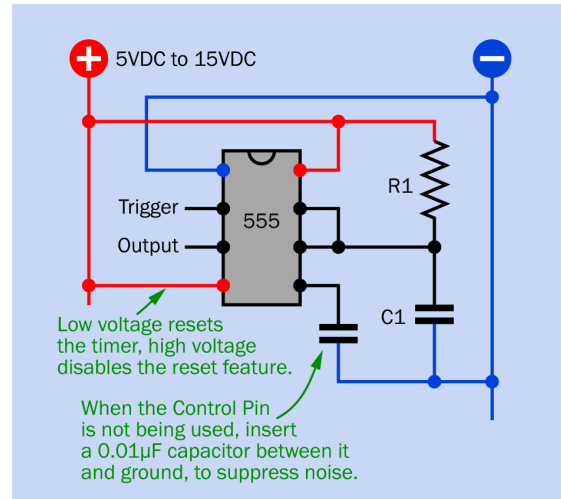 +
5VDC to 15VDC
−
R1
Trigger
555
Output
C1
Low voltage resets
the timer, high voltage
disables the reset feature.
When the Control Pin
is not being used, insert
a 0.01µF capacitor between it
and ground, to suppress noise.